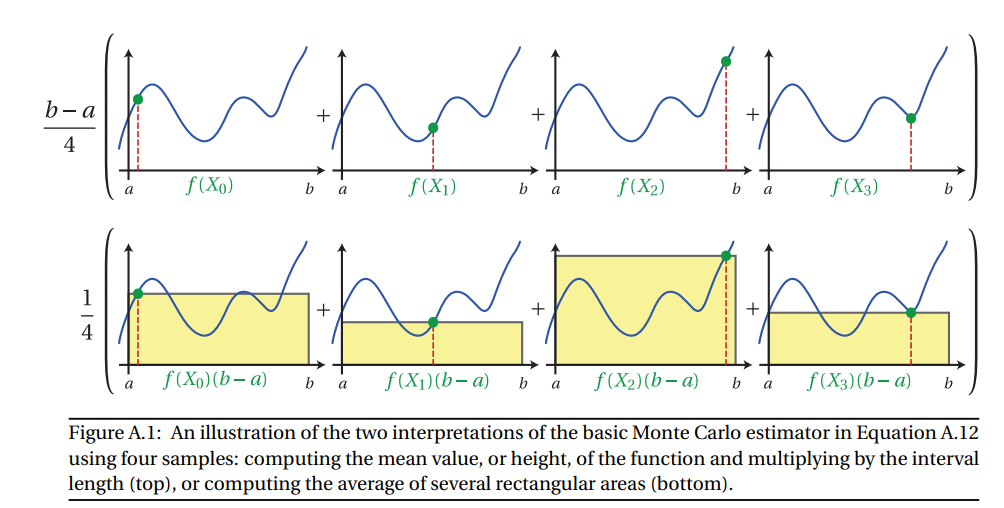 b − a
4
a f(X₀) b + a f(X₁) b + a f(X₂) b + a f(X₃) b
1
4
a f(X₀)(b−a) b + a f(X₁)(b−a) b + a f(X₂)(b−a) b + a f(X₃)(b−a) b
Figure A.1: An illustration of the two interpretations of the basic Monte Carlo estimator in Equation A.12
using four samples: computing the mean value, or height, of the function and multiplying by the interval
length (top), or computing the average of several rectangular areas (bottom).